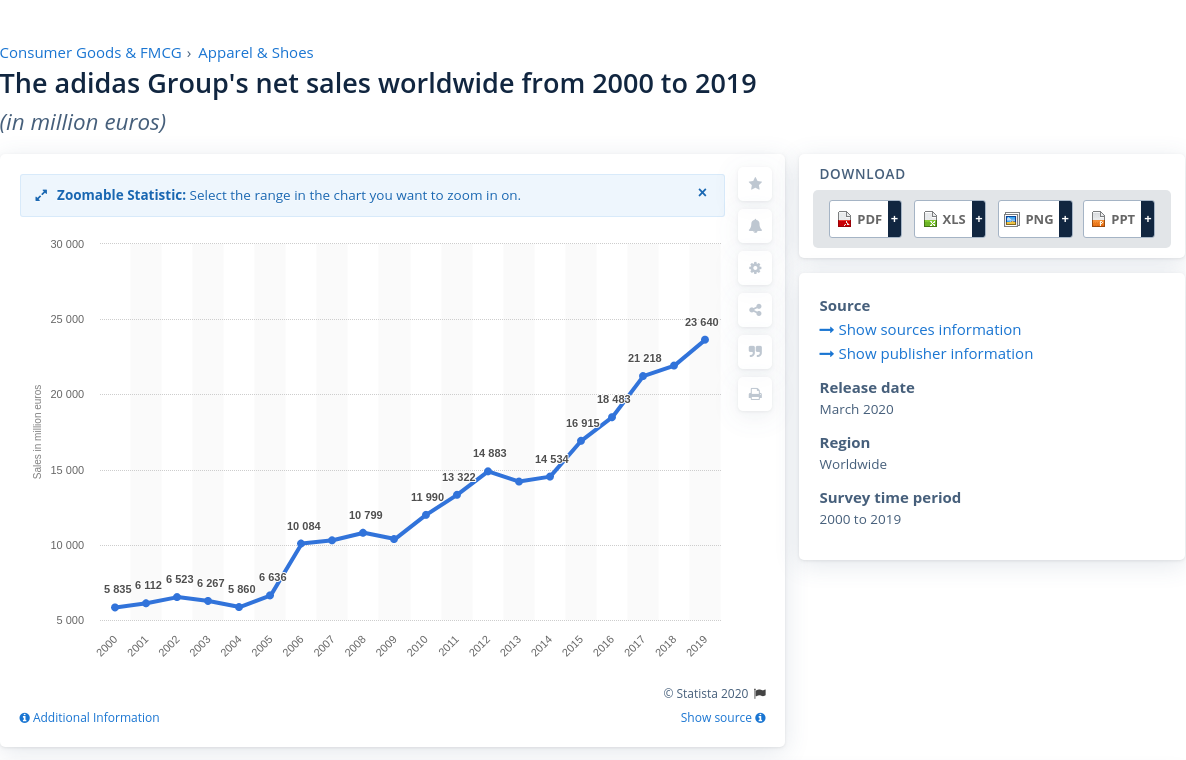 Consumer Goods & FMCG › Apparel & Shoes
The adidas Group's net sales worldwide from 2000 to 2019
(in million euros)
Zoomable Statistic: Select the range in the chart you want to zoom in on. ×
30 000
25 000
20 000
15 000
10 000
5 000
Sales in million euros
5 835
6 112
6 523
6 267
5 860
6 636
10 084
10 799
11 990
13 322
14 883
14 534
16 915
18 483
21 218
23 640
2000
2001
2002
2003
2004
2005
2006
2007
2008
2009
2010
2011
2012
2013
2014
2015
2016
2017
2018
2019
© Statista 2020
Additional Information
Show source
DOWNLOAD
PDF + XLS + PNG + PPT +
Source
Show sources information
Show publisher information
Release date
March 2020
Region
Worldwide
Survey time period
2000 to 2019